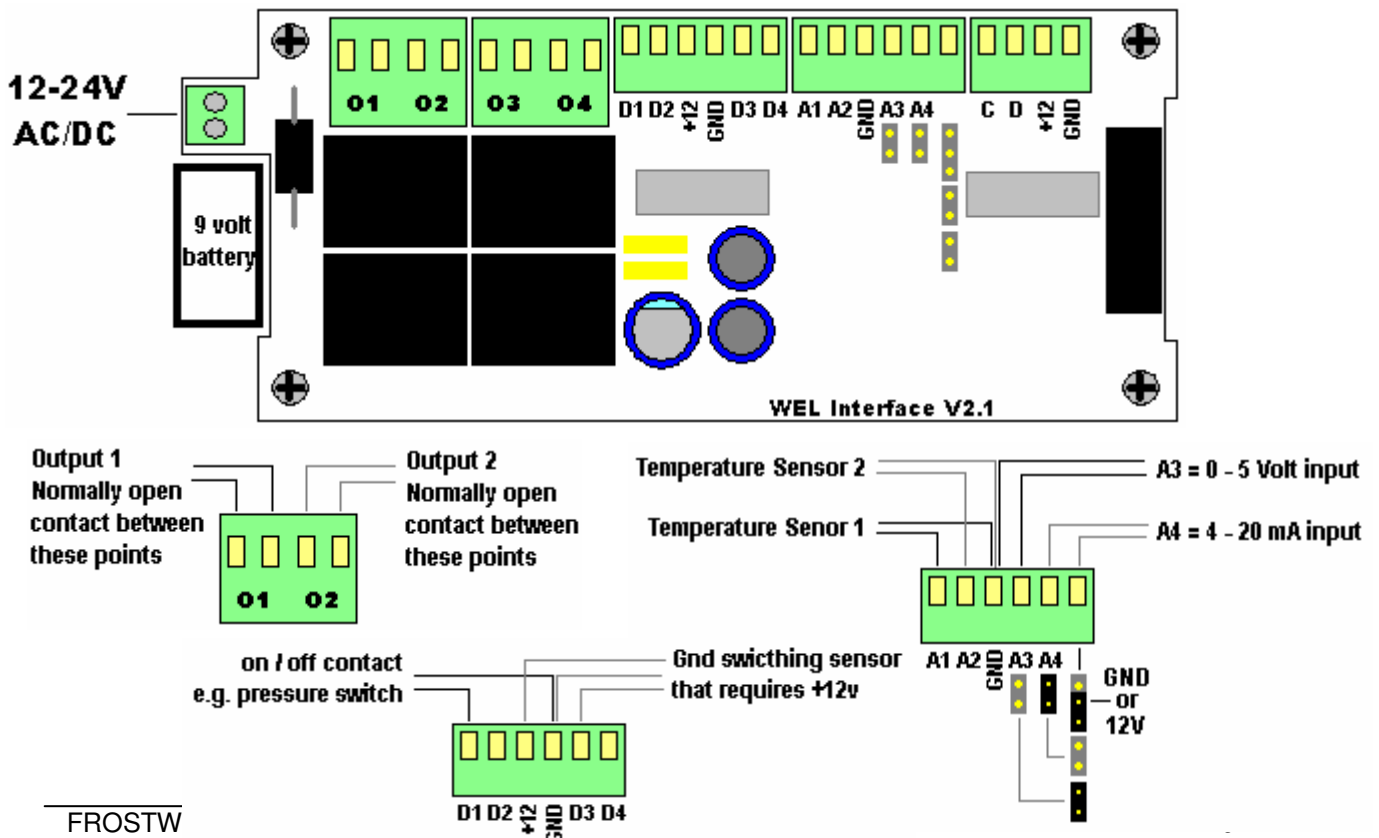 12-24V
AC/DC
9 volt
battery
O1 O2
O3 O4
D1 D2 +12 GND D3 D4
A1 A2 GND A3 A4
C D +12 GND
WEL Interface V2.1
Output 1
Normally open
contact between
these points
Output 2
Normally open
contact between
these points
O1 O2
Temperature Sensor 2
Temperature Senor 1
A3 = 0 - 5 Volt input
A4 = 4 - 20 mA input
A1 A2 GND A3 A4
GND
or
12V
on / off contact
e.g. pressure switch
Gnd swicthing sensor
that requires +12v
D1 D2 +12 GND D3 D4
FROSTW